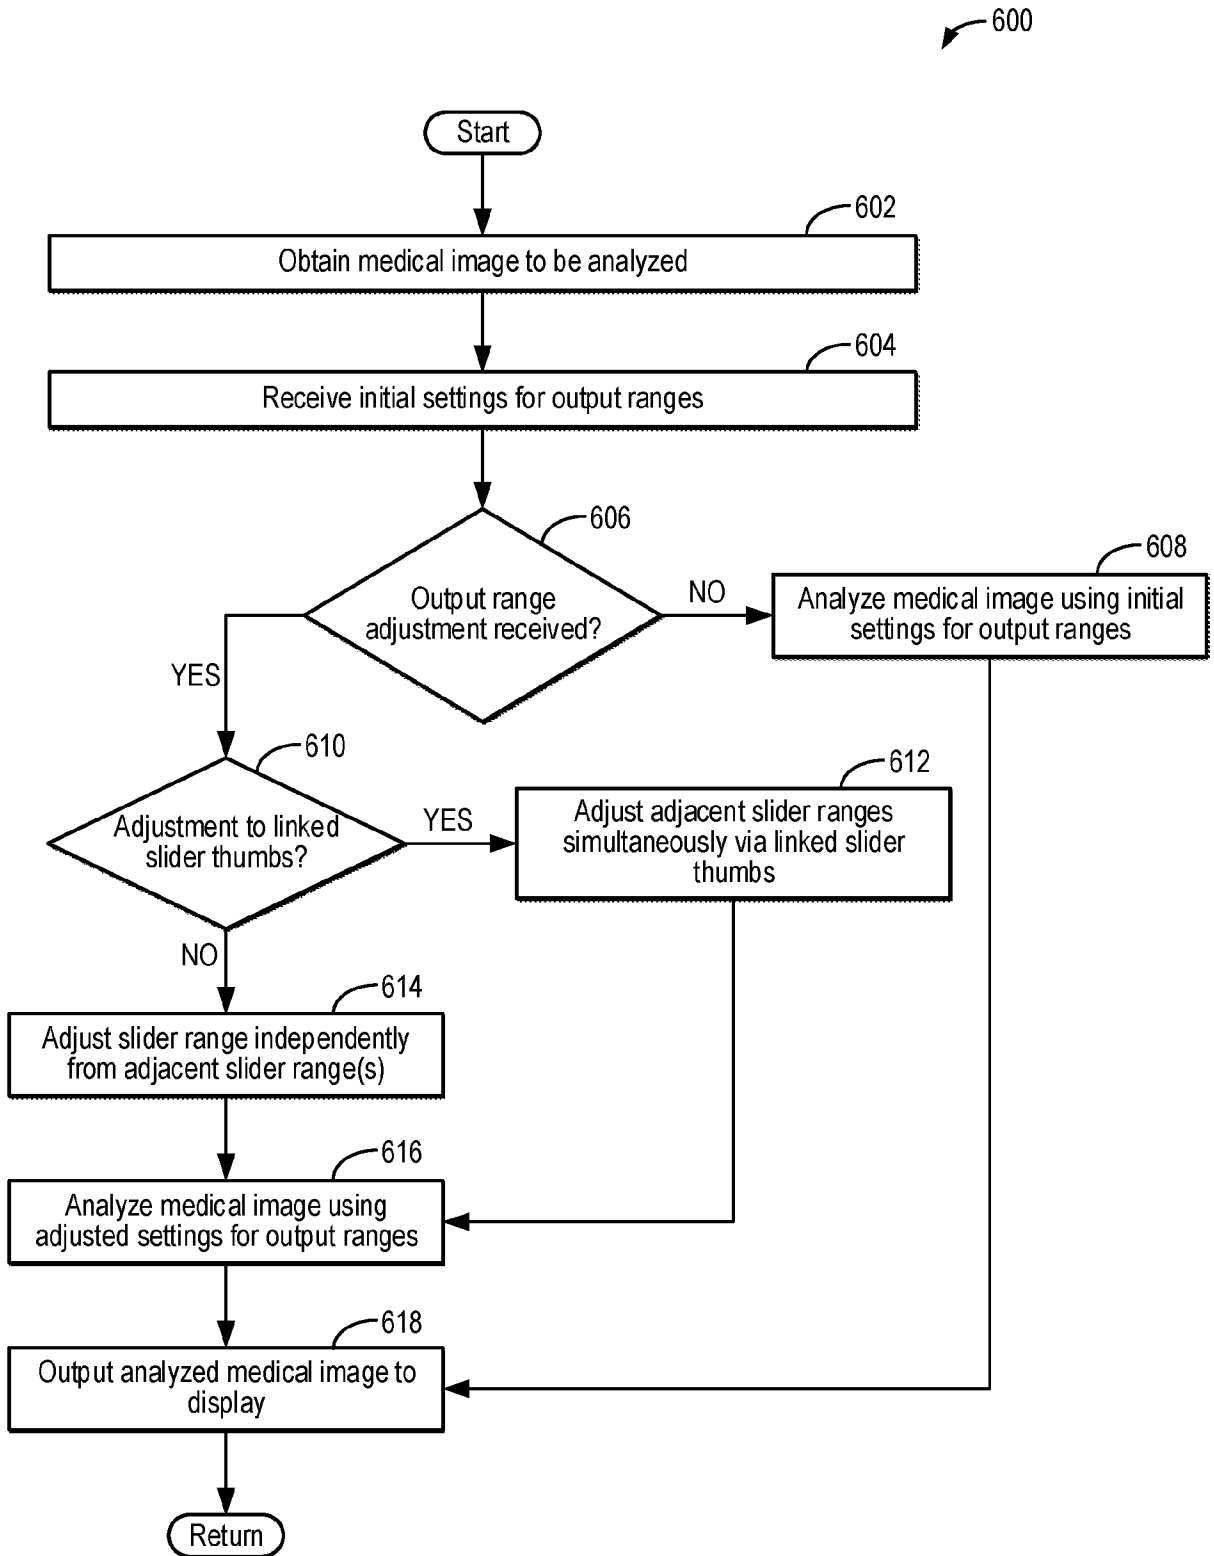 600
Start
602
Obtain medical image to be analyzed
604
Receive initial settings for output ranges
606
Output range
adjustment received?
NO
608
Analyze medical image using initial
settings for output ranges
YES
610
Adjustment to linked
slider thumbs?
YES
612
Adjust adjacent slider ranges
simultaneously via linked slider
thumbs
NO
614
Adjust slider range independently
from adjacent slider range(s)
616
Analyze medical image using
adjusted settings for output ranges
618
Output analyzed medical image to
display
Return